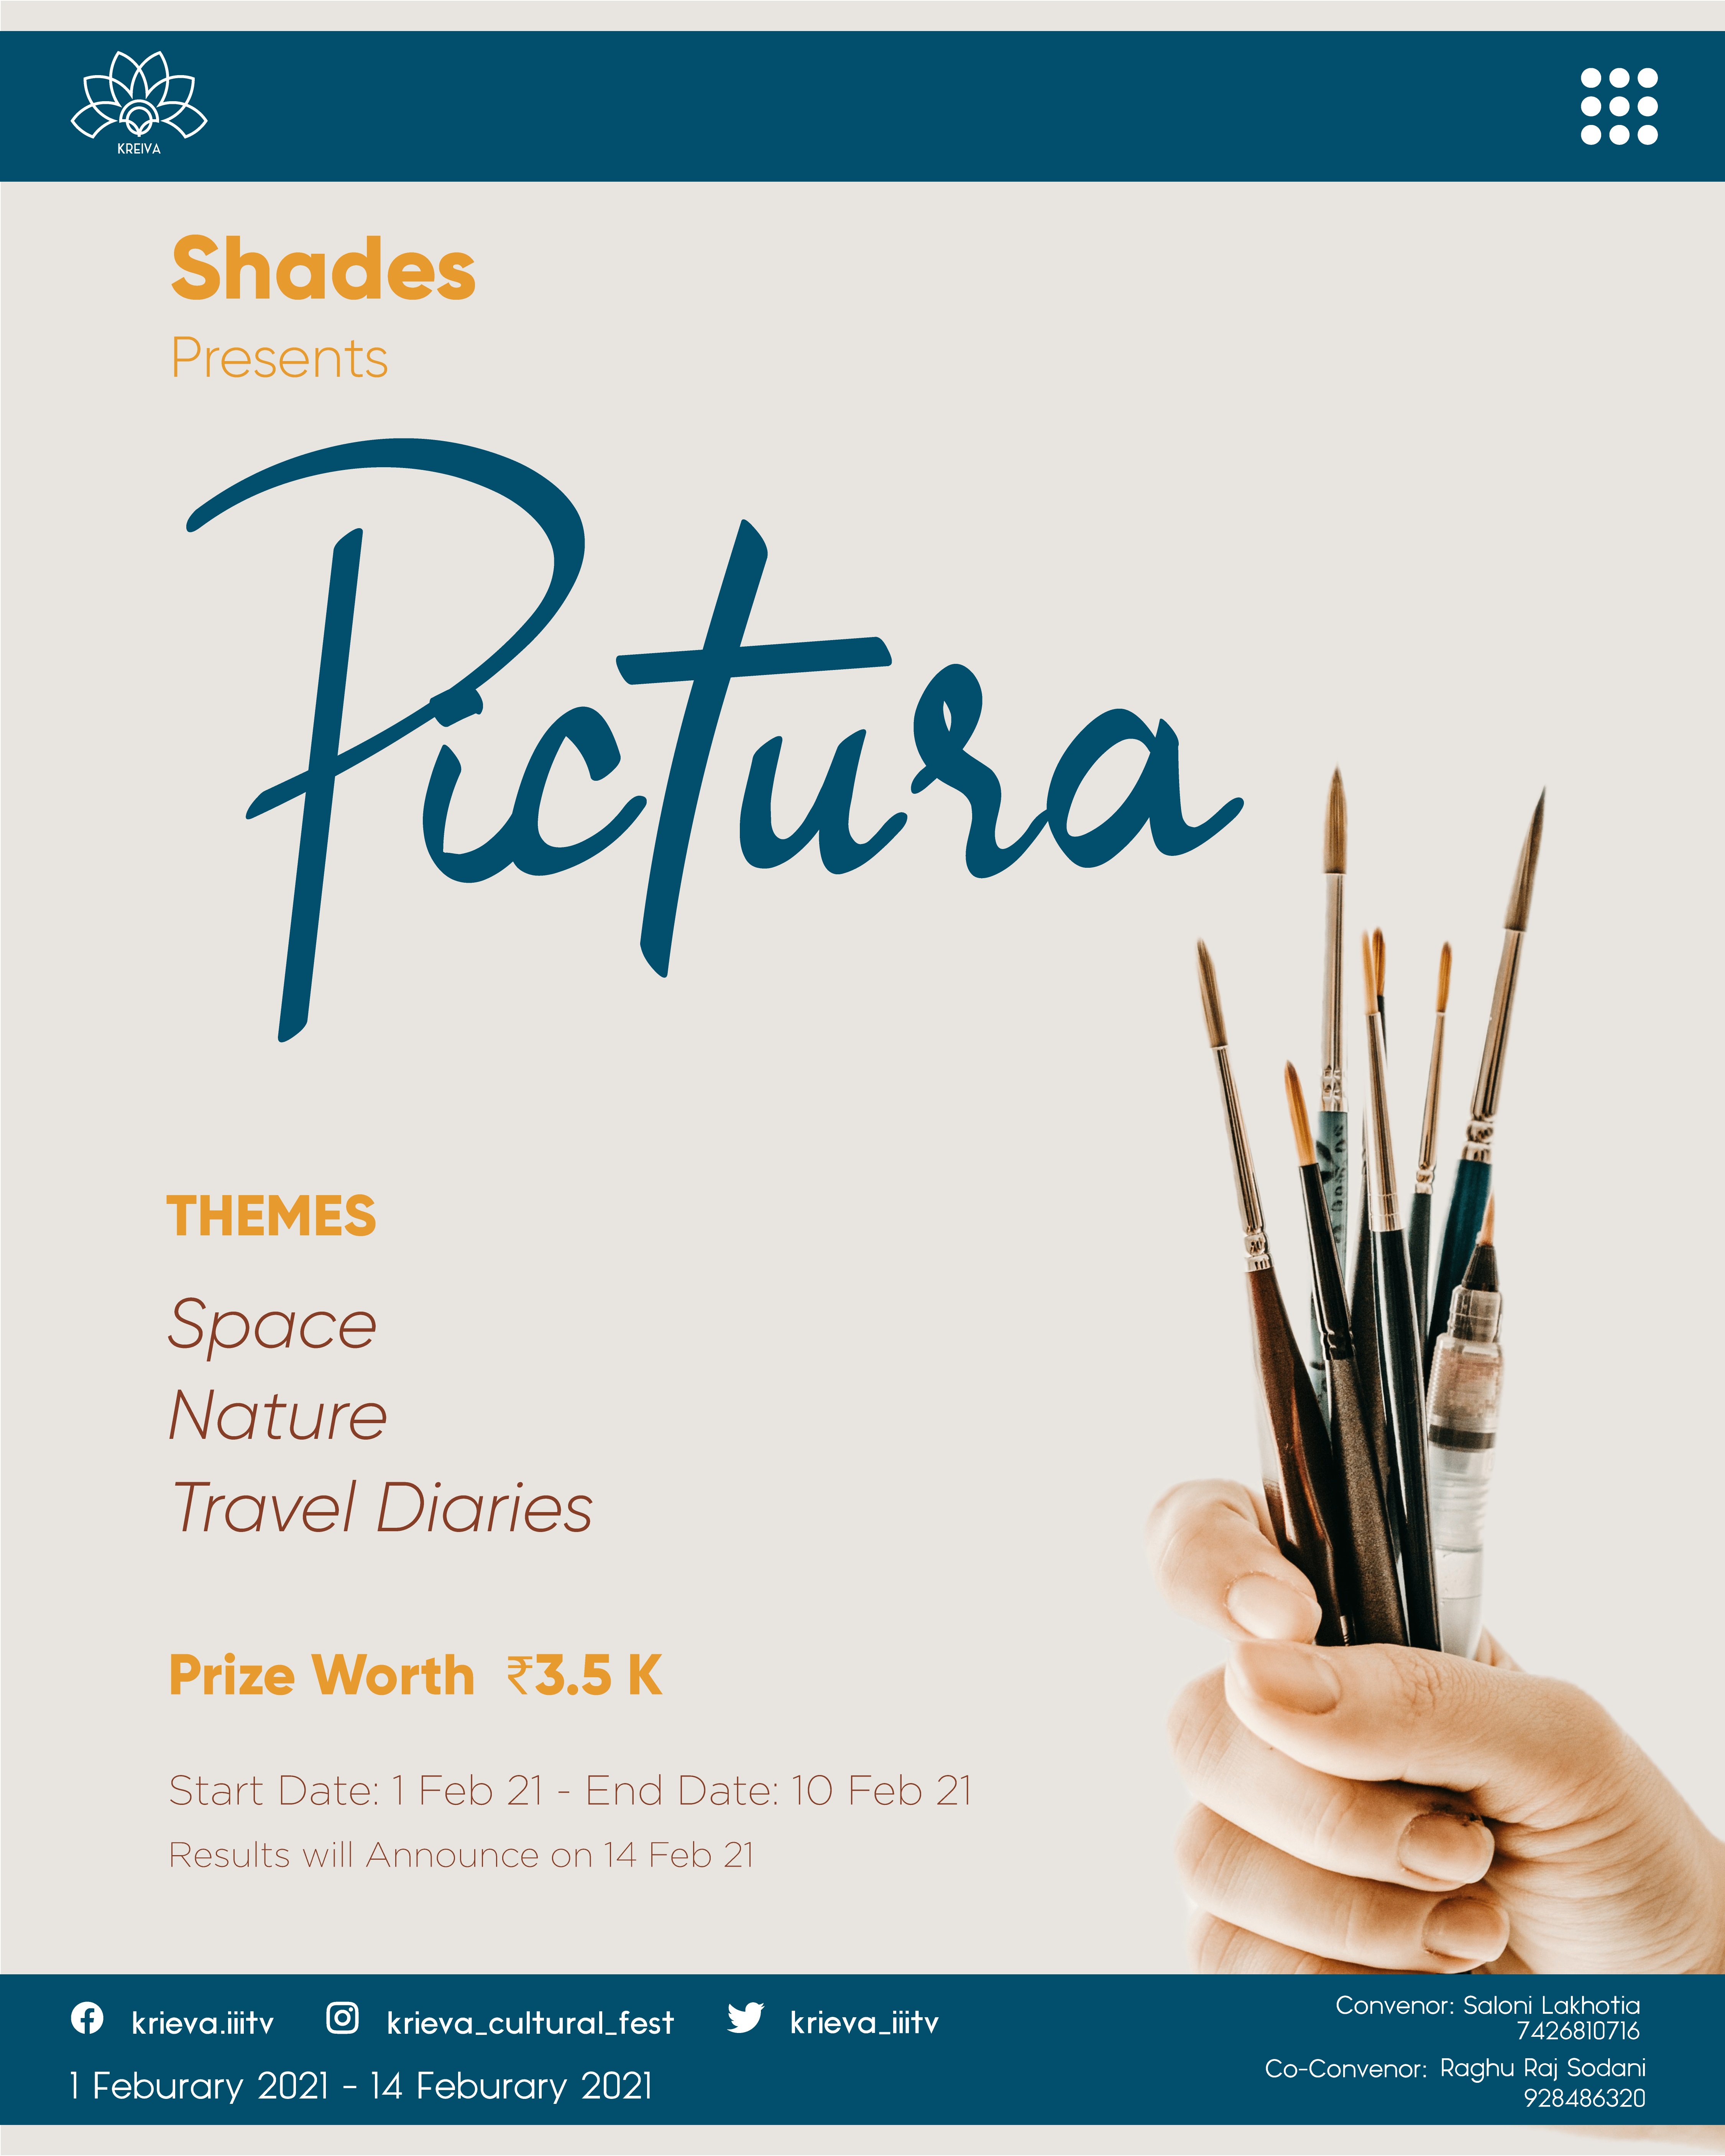 KREIVA
Shades
Presents
Pictura
THEMES
Space
Nature
Travel Diaries
Prize Worth ₹3.5 K
Start Date: 1 Feb 21 - End Date: 10 Feb 21
Results will Announce on 14 Feb 21
krieva.iiitv krieva_cultural_fest krieva_iiitv
1 Feburary 2021 - 14 Feburary 2021
Convenor: Saloni Lakhotia
7426810716
Co-Convenor: Raghu Raj Sodani
928486320